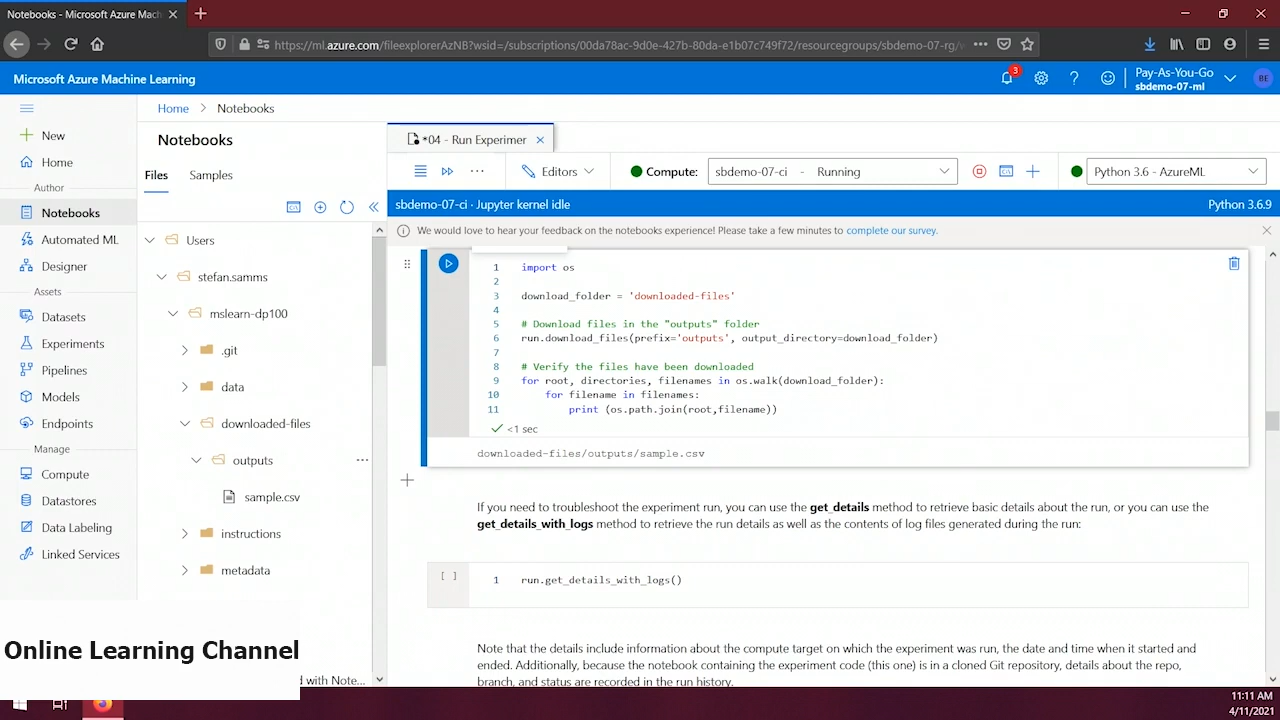 Notebooks - Microsoft Azure Mach
https://ml.azure.com/fileexplorerAzNB?wsid=/subscriptions/00da78ac-9d0e-427b-80da-e1b07c749f72/resourcegroups/sbdemo-07-rg/
Microsoft Azure Machine Learning
3
Pay-As-You-Go
sbdemo-07-ml
BE
New
Home
Author
Notebooks
Automated ML
Designer
Assets
Datasets
Experiments
Pipelines
Models
Endpoints
Manage
Compute
Datastores
Data Labeling
Linked Services
Home > Notebooks
Notebooks
Files Samples
Users
stefan.samms
mslearn-dp100
.git
data
downloaded-files
outputs
sample.csv
instructions
metadata
d with Note...
*04 - Run Experimer
Editors
Compute: sbdemo-07-ci - Running
Python 3.6 - AzureML
sbdemo-07-ci · Jupyter kernel idle
Python 3.6.9
We would love to hear your feedback on the notebooks experience! Please take a few minutes to complete our survey.
1 import os
2
3 download_folder = 'downloaded-files'
4
5 # Download files in the "outputs" folder
6 run.download_files(prefix='outputs', output_directory=download_folder)
7
8 # Verify the files have been downloaded
9 for root, directories, filenames in os.walk(download_folder):
10 for filename in filenames:
11 print (os.path.join(root,filename))
<1 sec
downloaded-files/outputs/sample.csv
If you need to troubleshoot the experiment run, you can use the get_details method to retrieve basic details about the run, or you can use the
get_details_with_logs method to retrieve the run details as well as the contents of log files generated during the run:
[ ] 1 run.get_details_with_logs()
Note that the details include information about the compute target on which the experiment was run, the date and time when it started and
ended. Additionally, because the notebook containing the experiment code (this one) is in a cloned Git repository, details about the repo,
branch, and status are recorded in the run history.
Online Learning Channel
11:11 AM
4/11/2021